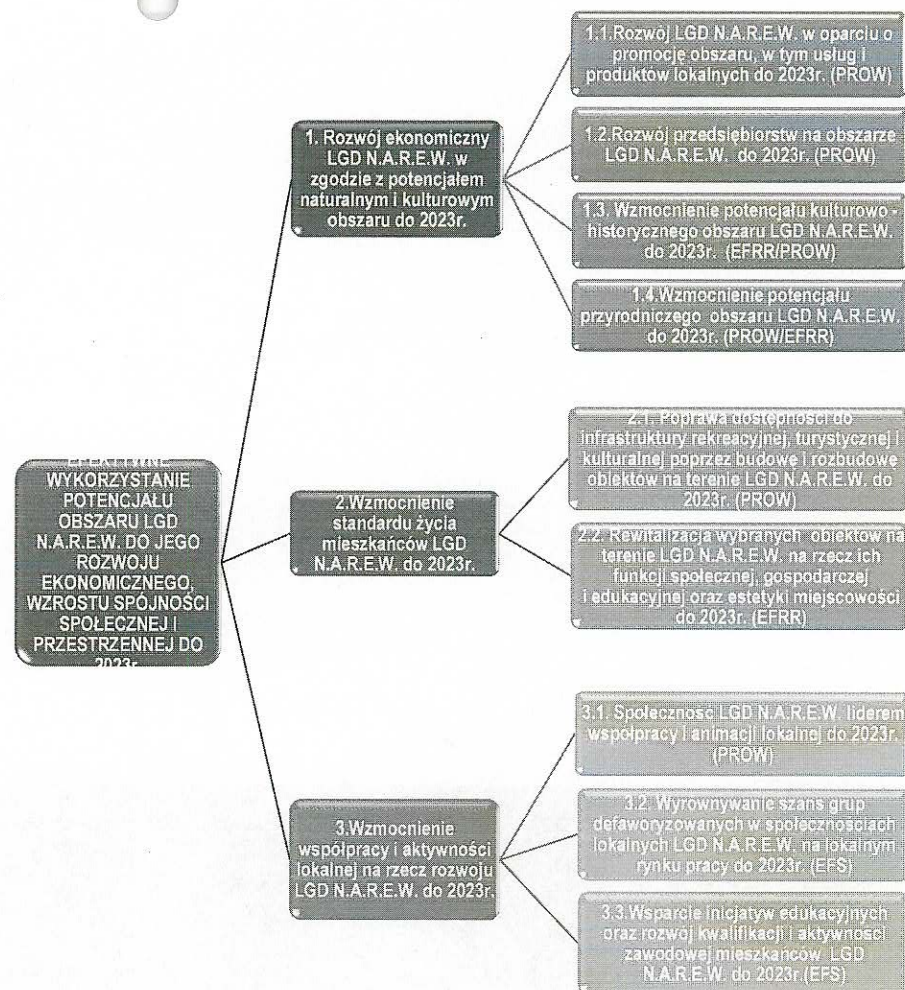 EFEKTYWNE
WYKORZYSTANIE
POTENCJAŁU
OBSZARU LGD
N.A.R.E.W. DO JEGO
ROZWOJU
EKONOMICZNEGO,
WZROSTU SPÓJNOŚCI
SPOŁECZNEJ I
PRZESTRZENNEJ DO
2023r.
1. Rozwój ekonomiczny
LGD N.A.R.E.W. w
zgodzie z potencjałem
naturalnym i kulturowym
obszaru do 2023r.
1.1.Rozwój LGD N.A.R.E.W. w oparciu o
promocję obszaru, w tym usług i
produktów lokalnych do 2023r. (PROW)
1.2.Rozwój przedsiębiorstw na obszarze
LGD N.A.R.E.W. do 2023r. (PROW)
1.3. Wzmocnienie potencjału kulturowo -
historycznego obszaru LGD N.A.R.E.W.
do 2023r. (EFRR/PROW)
1.4.Wzmocnienie potencjału
przyrodniczego obszaru LGD N.A.R.E.W.
do 2023r. (PROW/EFRR)
2.Wzmocnienie
standardu życia
mieszkańców LGD
N.A.R.E.W. do 2023r.
2.1. Poprawa dostępności do
infrastruktury rekreacyjnej, turystycznej i
kulturalnej poprzez budowę i rozbudowę
obiektów na terenie LGD N.A.R.E.W. do
2023r. (PROW)
2.2. Rewitalizacja wybranych obiektów na
terenie LGD N.A.R.E.W. na rzecz ich
funkcji społecznej, gospodarczej
i edukacyjnej oraz estetyki miejscowości
do 2023r. (EFRR)
3.Wzmocnienie
współpracy i aktywności
lokalnej na rzecz rozwoju
LGD N.A.R.E.W. do 2023r.
3.1. Społeczność LGD N.A.R.E.W. liderem
współpracy i animacji lokalnej do 2023r.
(PROW)
3.2. Wyrównywanie szans grup
defaworyzowanych w społecznościach
lokalnych LGD N.A.R.E.W. na lokalnym
rynku pracy do 2023r. (EFS)
3.3.Wsparcie inicjatyw edukacyjnych
oraz rozwój kwalifikacji i aktywności
zawodowej mieszkańców LGD
N.A.R.E.W. do 2023r.(EFS)